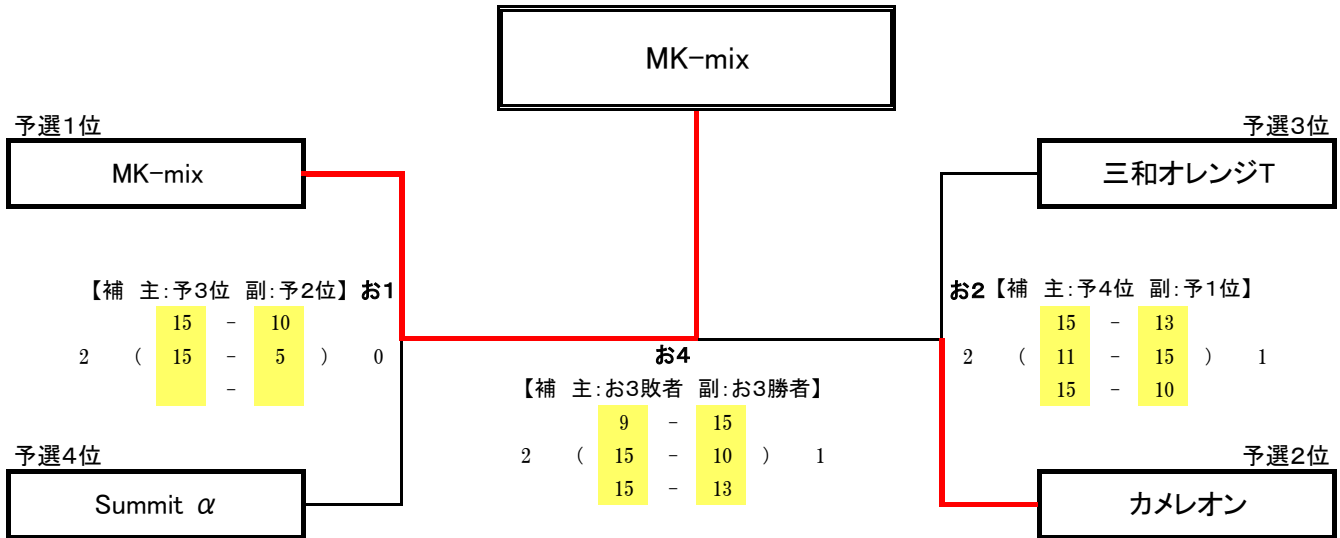 MK-mix
予選1位
予選3位
MK-mix
三和オレンジT
【補 主:予3位 副:予2位】 お1
お2 【補 主:予4位 副:予1位】
15 - 10
2 ( 15 - 5 ) 0
-
15 - 13
2 ( 11 - 15 ) 1
15 - 10
お4
【補 主:お3敗者 副:お3勝者】
9 - 15
2 ( 15 - 10 ) 1
15 - 13
予選4位
予選2位
Summit α
カメレオン